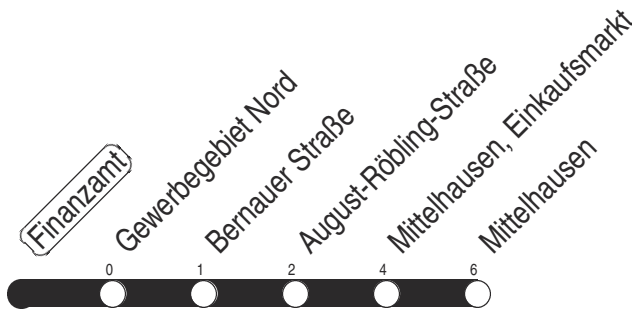 Finanzamt
Gewerbegebiet Nord
Bernauer Straße
August-Röbling-Straße
Mittelhausen, Einkaufsmarkt
Mittelhausen
0 1 2 4 6